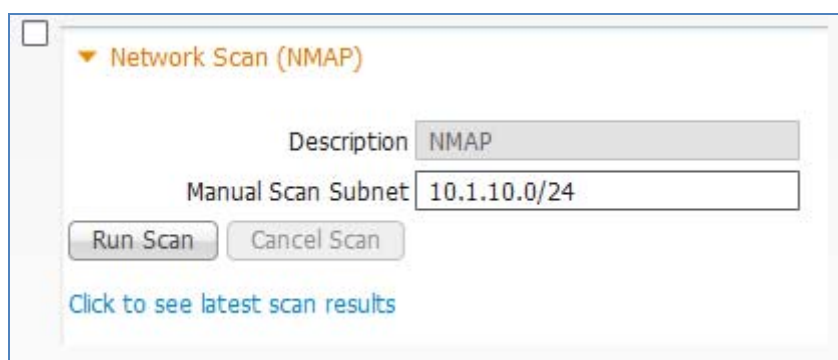 Network Scan (NMAP)
Description NMAP
Manual Scan Subnet 10.1.10.0/24
Run Scan Cancel Scan
Click to see latest scan results